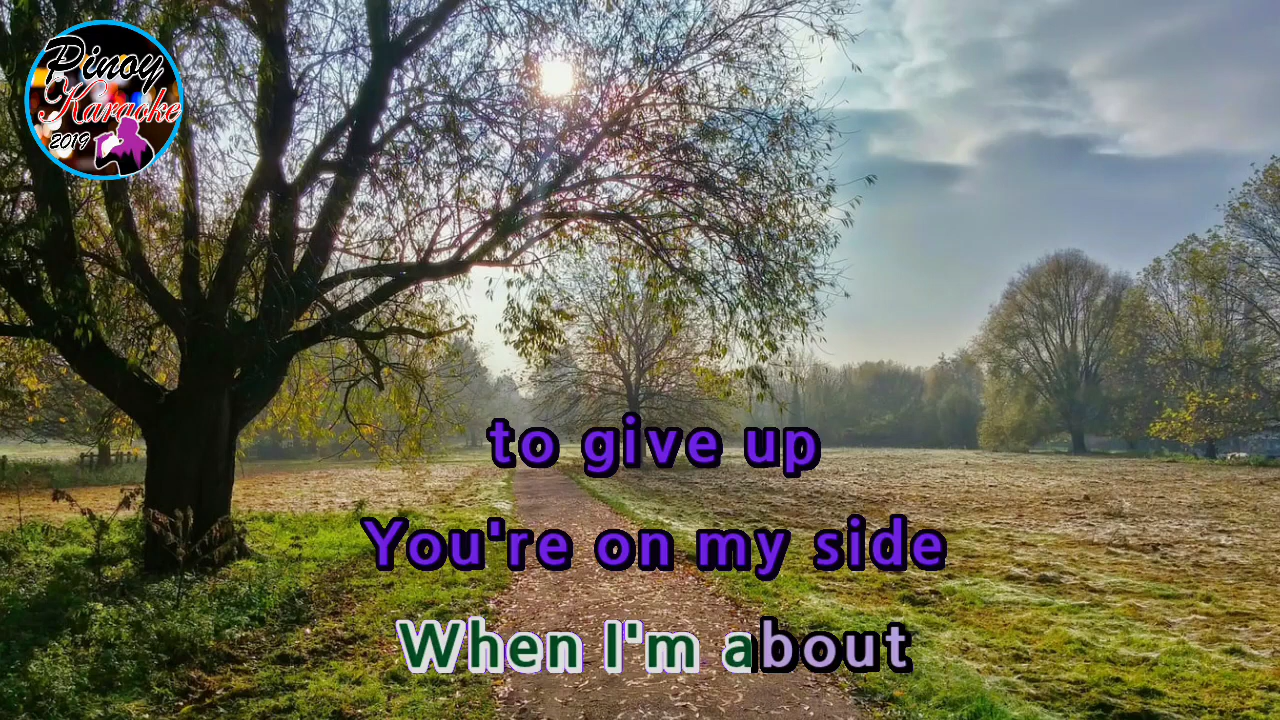 Pinoy
Karaoke
2019
to give up
You're on my side
When I'm about